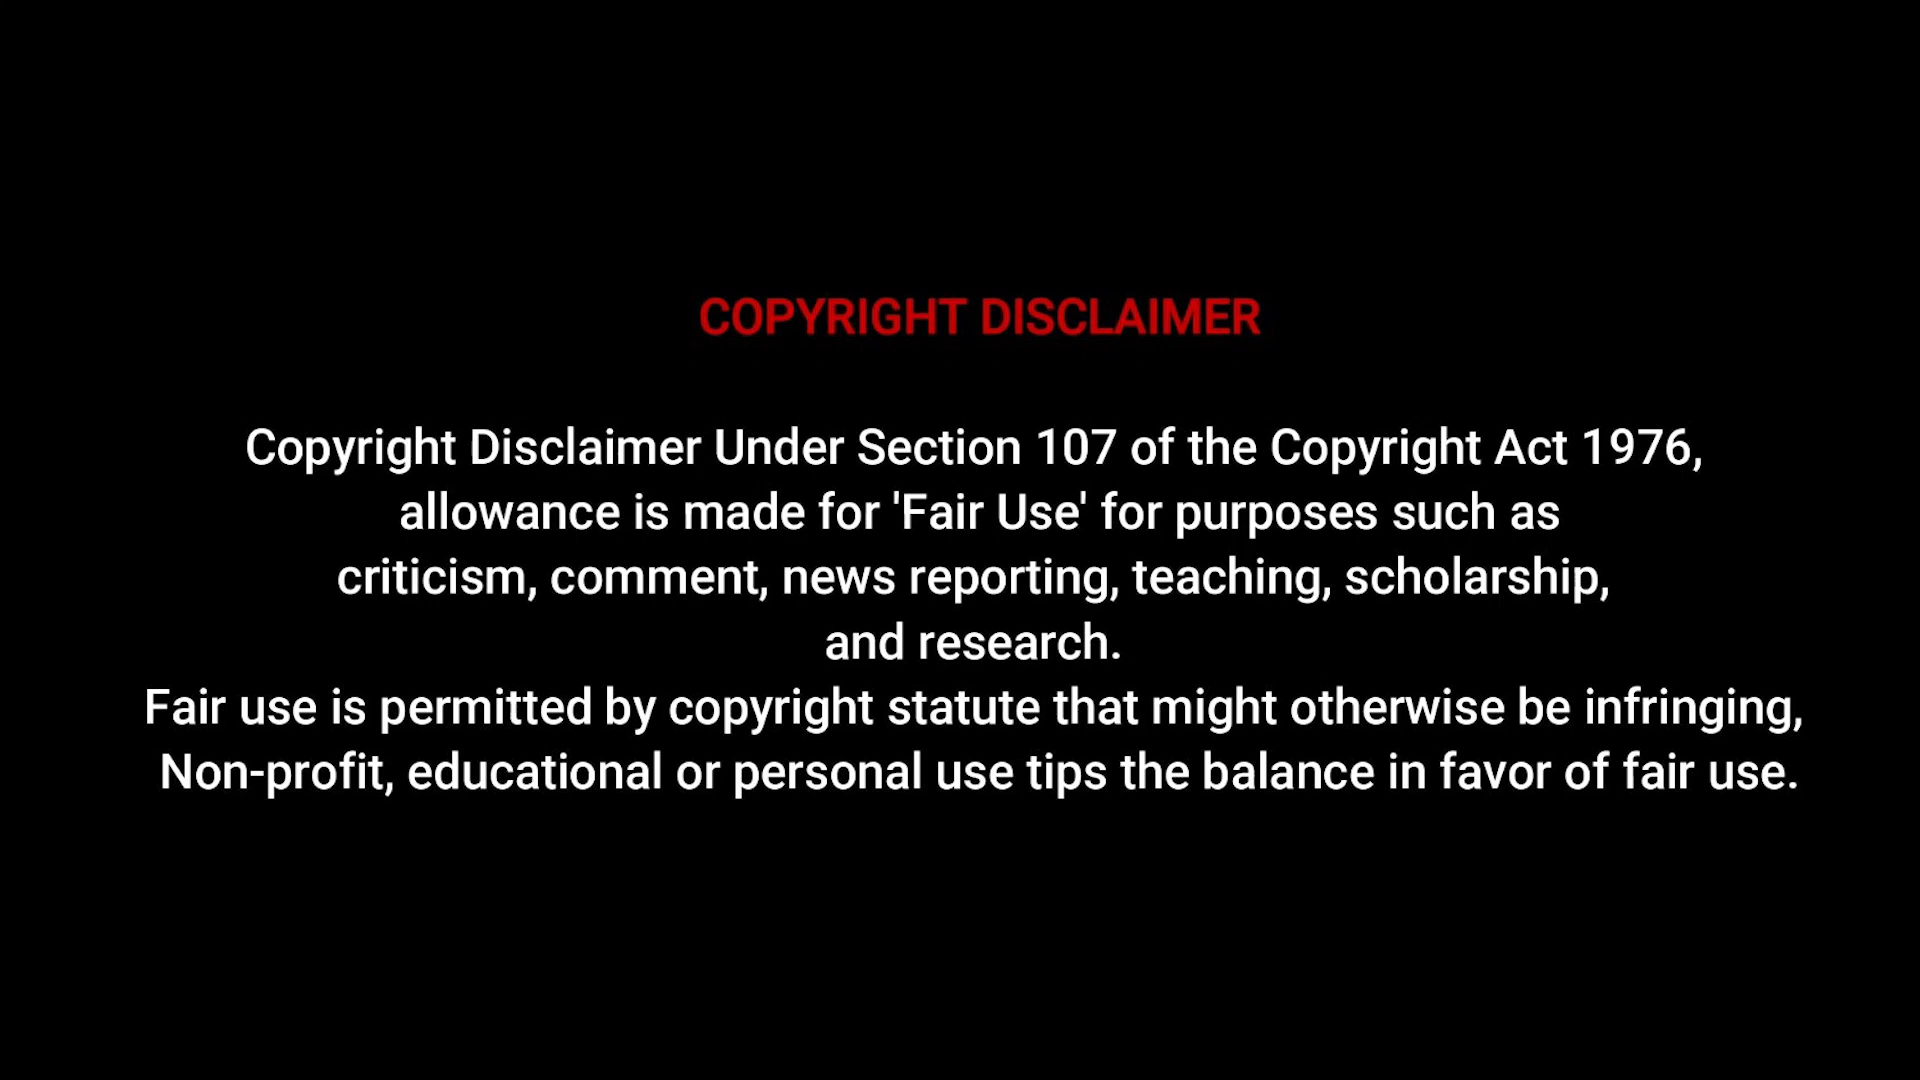 COPYRIGHT DISCLAIMER
Copyright Disclaimer Under Section 107 of the Copyright Act 1976,
allowance is made for 'Fair Use' for purposes such as
criticism, comment, news reporting, teaching, scholarship,
and research.
Fair use is permitted by copyright statute that might otherwise be infringing,
Non-profit, educational or personal use tips the balance in favor of fair use.